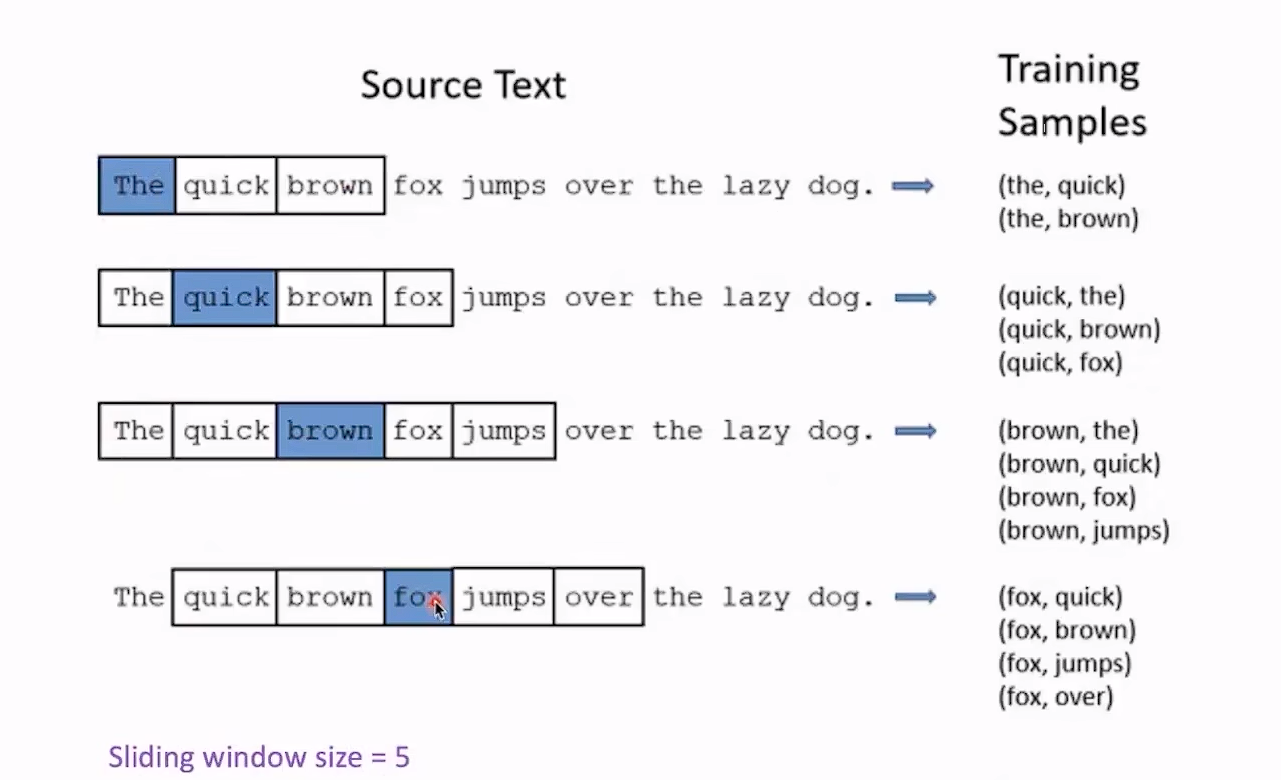 Source Text
Training
Samples
The quick brown fox jumps over the lazy dog.
(the, quick)
(the, brown)
The quick brown fox jumps over the lazy dog.
(quick, the)
(quick, brown)
(quick, fox)
The quick brown fox jumps over the lazy dog.
(brown, the)
(brown, quick)
(brown, fox)
(brown, jumps)
The quick brown fox jumps over the lazy dog.
(fox, quick)
(fox, brown)
(fox, jumps)
(fox, over)
Sliding window size = 5